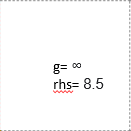 g= ∞
rhs= 8.5